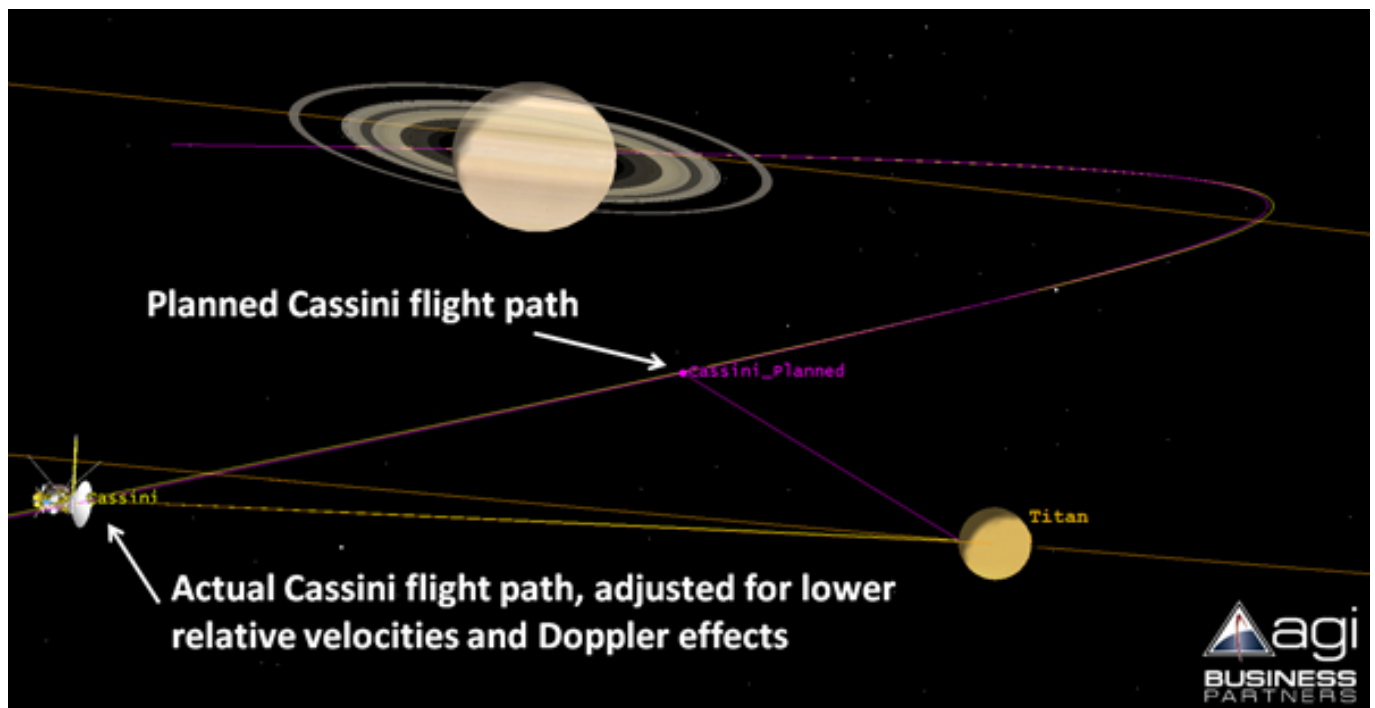 Planned Cassini flight path
Cassini_Planned
Cassini
Titan
Actual Cassini flight path, adjusted for lower
relative velocities and Doppler effects
agi
BUSINESS
PARTNERS